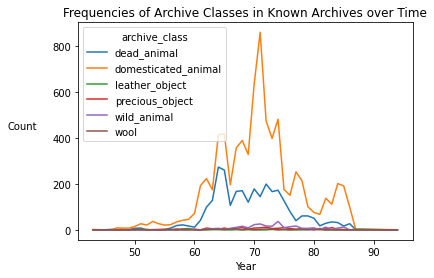 Frequencies of Archive Classes in Known Archives over Time
archive_class
dead_animal
domesticated_animal
leather_object
precious_object
wild_animal
wool
800
600
400
200
0
Count
50 60 70 80 90
Year